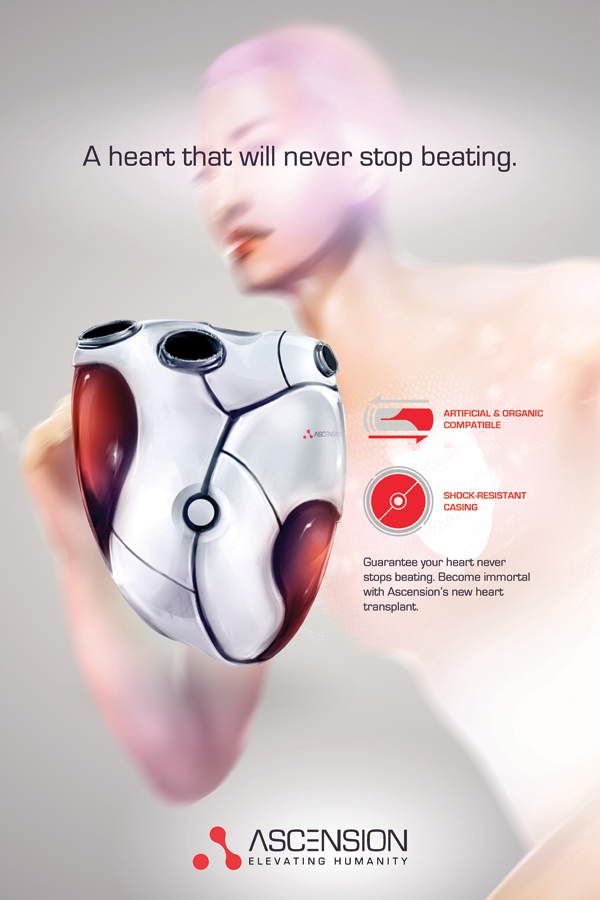 A heart that will never stop beating.
ASCENSION
ARTIFICIAL & ORGANIC
COMPATIBLE
SHOCK-RESISTANT
CASING
Guarantee your heart never
stops beating. Become immortal
with Ascension's new heart
transplant.
ASCENSION
ELEVATING HUMANITY